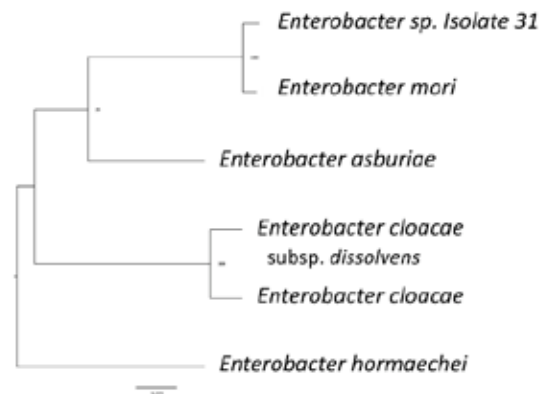 Enterobacter sp. Isolate 31
Enterobacter mori
Enterobacter asburiae
Enterobacter cloacae
subsp. dissolvens
Enterobacter cloacae
Enterobacter hormaechei